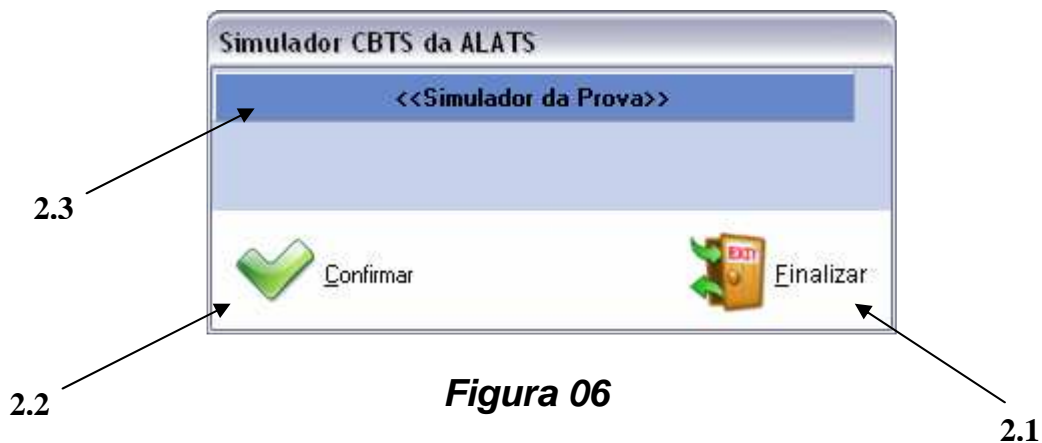 Simulador CBTS da ALATS
<<Simulador da Prova>>
2.3
Confirmar
EXIT
Finalizar
2.2
Figura 06
2.1